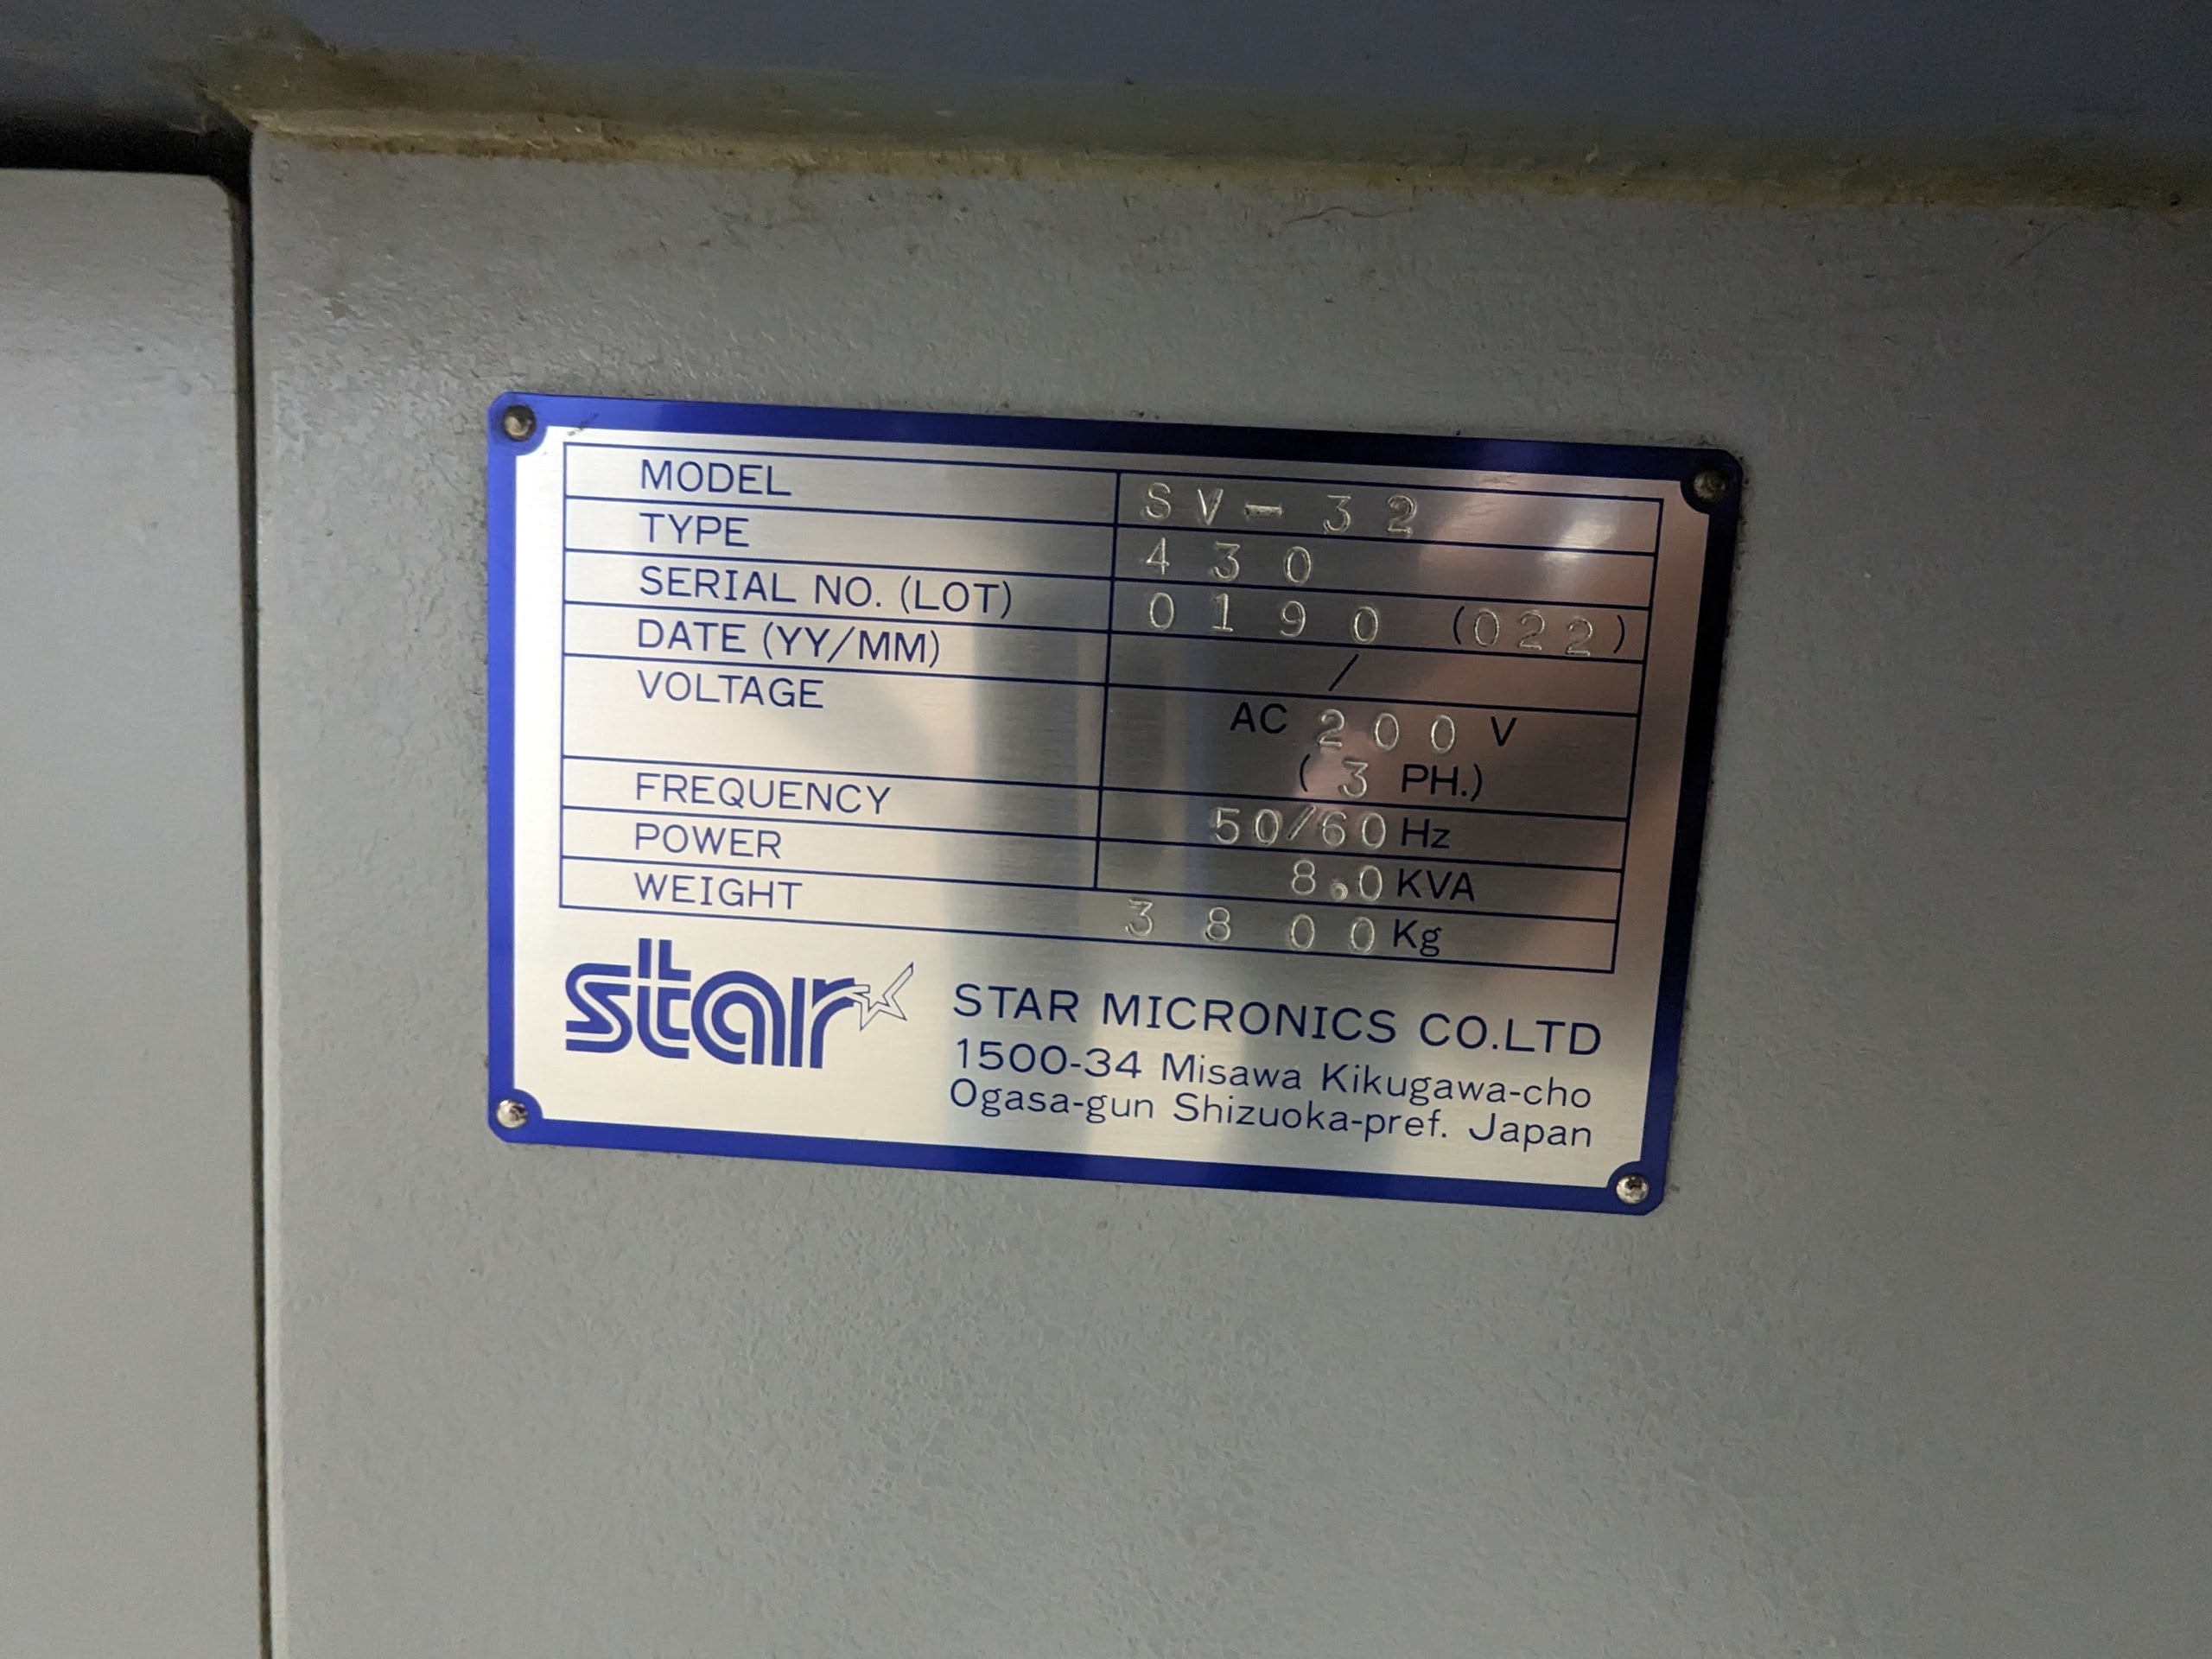 MODEL SV-32
TYPE 430
SERIAL NO. (LOT) 0190 (022)
DATE (YY/MM) /
VOLTAGE AC 200 V
(3 PH.)
FREQUENCY 50/60 Hz
POWER 8.0 KVA
WEIGHT 3800 Kg
star
STAR MICRONICS CO.LTD
1500-34 Misawa Kikugawa-cho
Ogasa-gun Shizuoka-pref. Japan